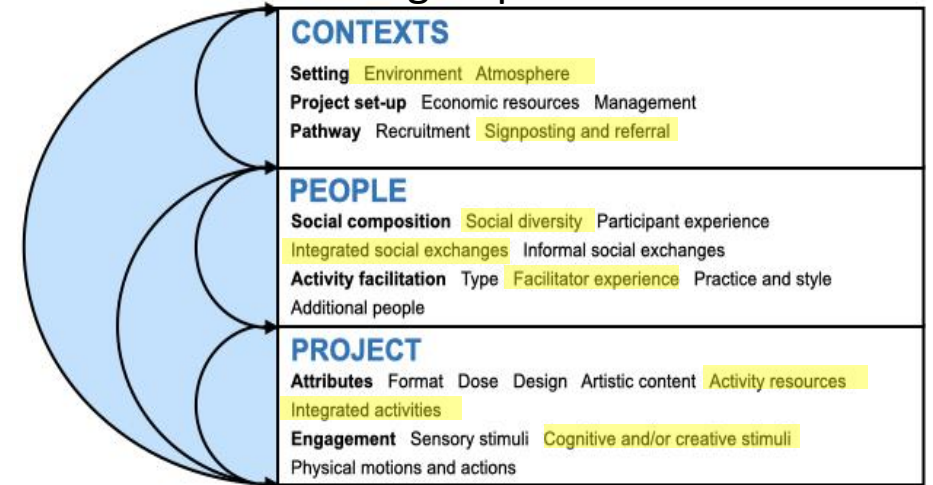 CONTEXTS
Setting Environment Atmosphere
Project set-up Economic resources Management
Pathway Recruitment Signposting and referral
PEOPLE
Social composition Social diversity Participant experience
Integrated social exchanges Informal social exchanges
Activity facilitation Type Facilitator experience Practice and style
Additional people
PROJECT
Attributes Format Dose Design Artistic content Activity resources
Integrated activities
Engagement Sensory stimuli Cognitive and/or creative stimuli
Physical motions and actions